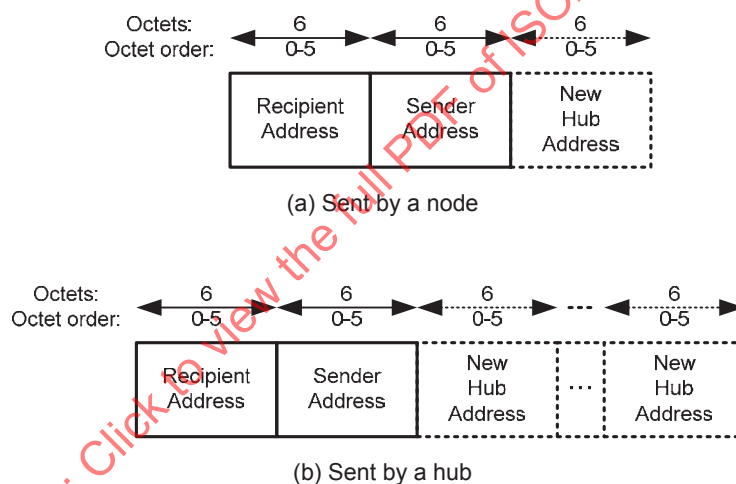 Octets: 6 6 6
Octet order: 0-5 0-5 0-5
Recipient Address
Sender Address
New Hub Address
(a) Sent by a node
Octets: 6 6 6 ... 6
Octet order: 0-5 0-5 0-5 0-5
Recipient Address
Sender Address
New Hub Address
...
New Hub Address
(b) Sent by a hub
: Click to view the full PDF of ISO